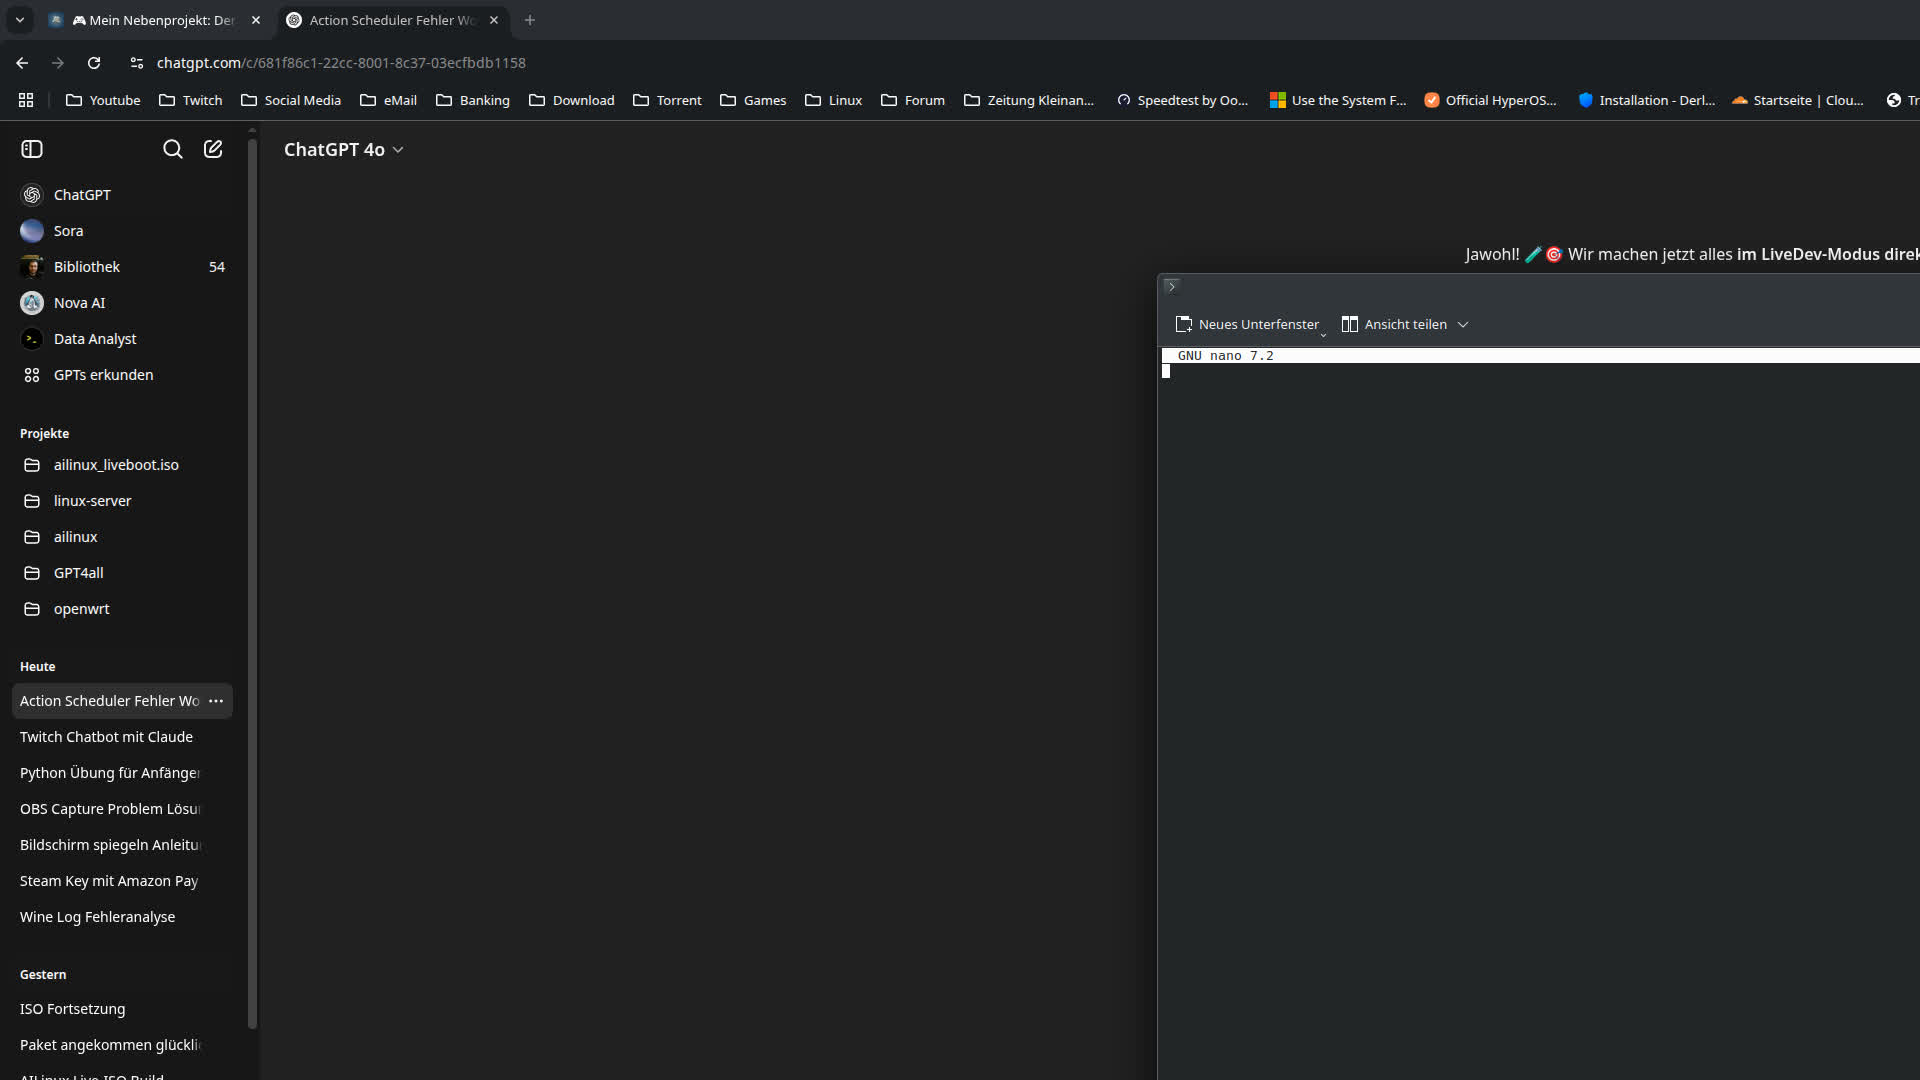 🎮 Mein Nebenprojekt: Der
Action Scheduler Fehler Wo
chatgpt.com/c/681f86c1-22cc-8001-8c37-03ecfbdb1158
Youtube
Twitch
Social Media
eMail
Banking
Download
Torrent
Games
Linux
Forum
Zeitung Kleinan...
Speedtest by Oo...
Use the System F...
Official HyperOS...
Installation - Derl...
Startseite | Clou...
Tr
ChatGPT 4o
ChatGPT
Sora
Bibliothek 54
Nova AI
Data Analyst
GPTs erkunden
Projekte
ailinux_liveboot.iso
linux-server
ailinux
GPT4all
openwrt
Heute
Action Scheduler Fehler Wo
Twitch Chatbot mit Claude
Python Übung für Anfänger
OBS Capture Problem Lösu
Bildschirm spiegeln Anleitu
Steam Key mit Amazon Pay
Wine Log Fehleranalyse
Gestern
ISO Fortsetzung
Paket angekommen glückli
AILinux Live-ISO Build
Jawohl! 🧪🎯 Wir machen jetzt alles im LiveDev-Modus direk
Neues Unterfenster
Ansicht teilen
GNU nano 7.2